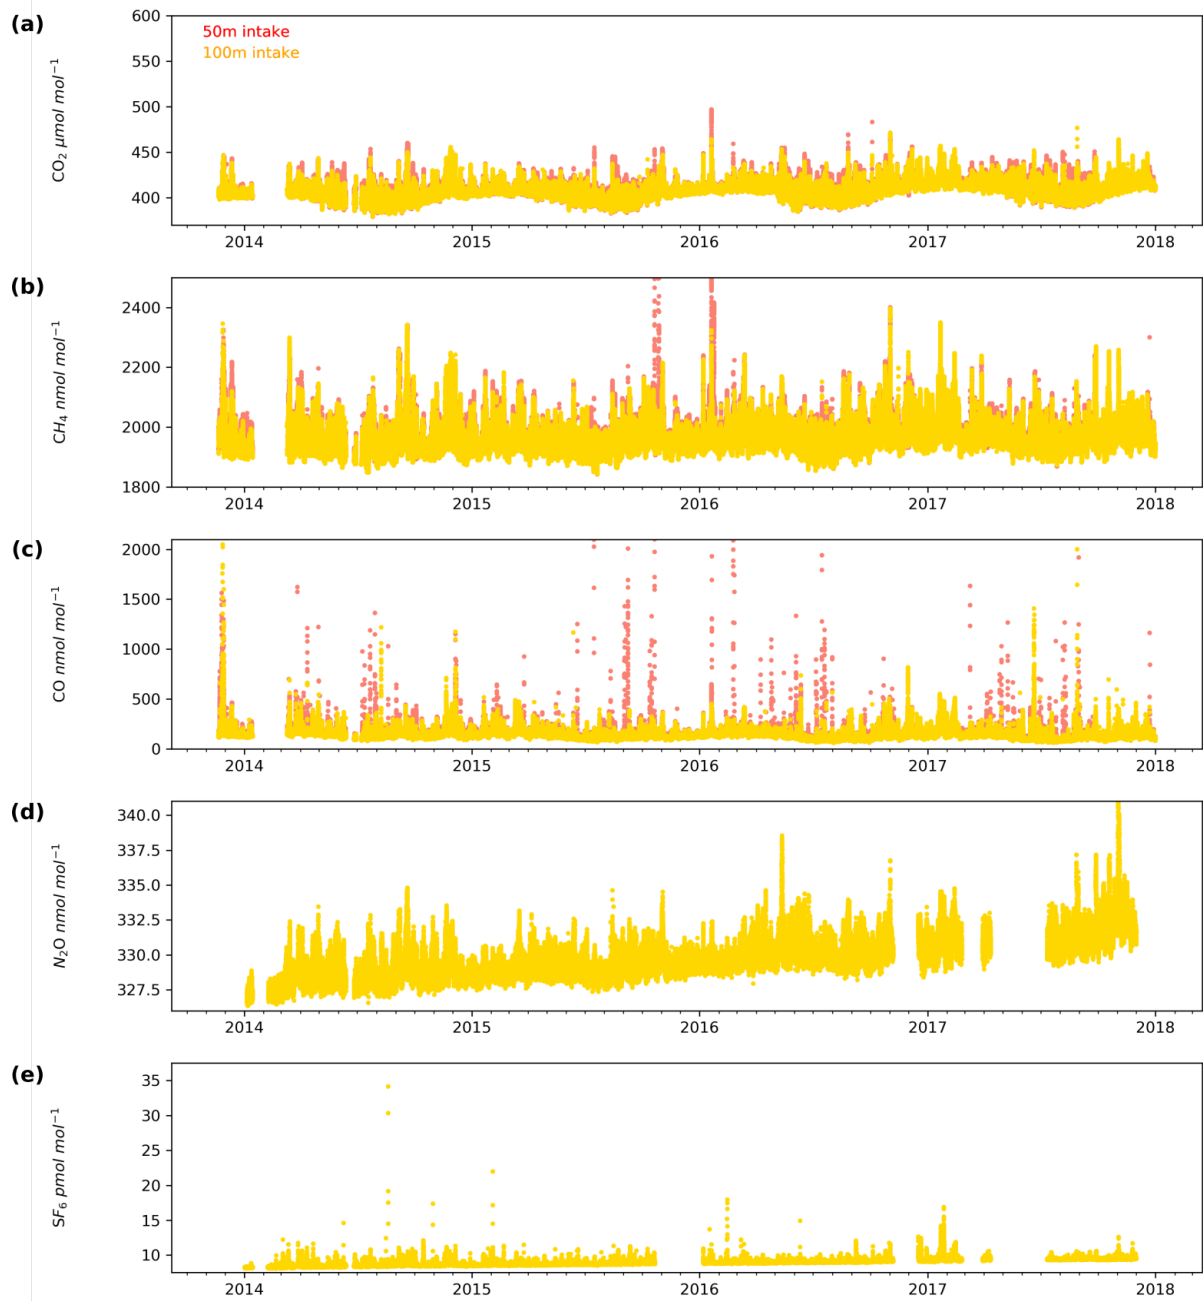 (a)
600
550
500
450
400
CO₂ μmol mol⁻¹
50m intake
100m intake
2014 2015 2016 2017 2018
(b)
2400
2200
2000
1800
CH₄ nmol mol⁻¹
2014 2015 2016 2017 2018
(c)
2000
1500
1000
500
0
CO nmol mol⁻¹
2014 2015 2016 2017 2018
(d)
340.0
337.5
335.0
332.5
330.0
327.5
N₂O nmol mol⁻¹
2014 2015 2016 2017 2018
(e)
35
30
25
20
15
10
SF₆ pmol mol⁻¹
2014 2015 2016 2017 2018